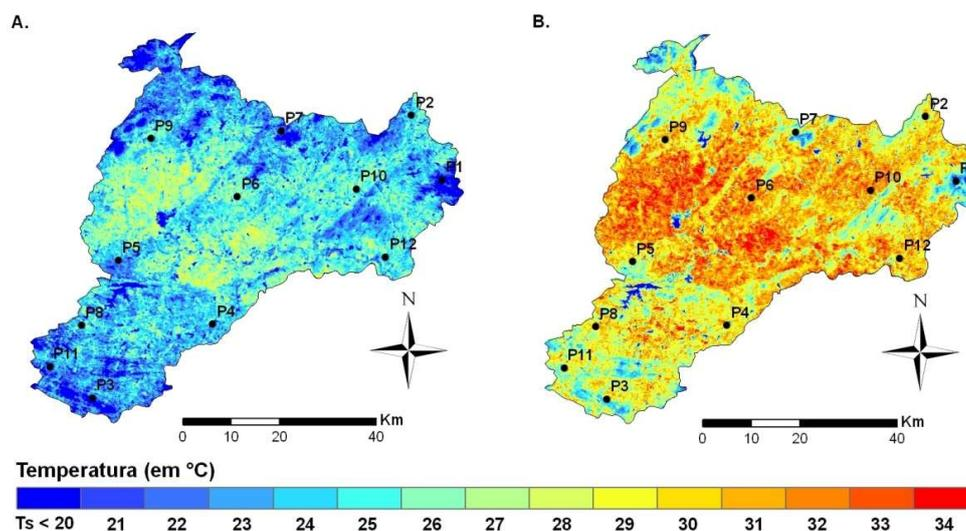 A.
B.
P2
P7
P9
P1
P10
P6
P12
P5
P4
P8
P11
P3
N
Km
0 10 20 40
P2
P7
P9
P
P10
P6
P12
P5
P4
P8
P11
P3
N
Km
0 10 20 40
Temperatura (em °C)
Ts < 20 21 22 23 24 25 26 27 28 29 30 31 32 33 34